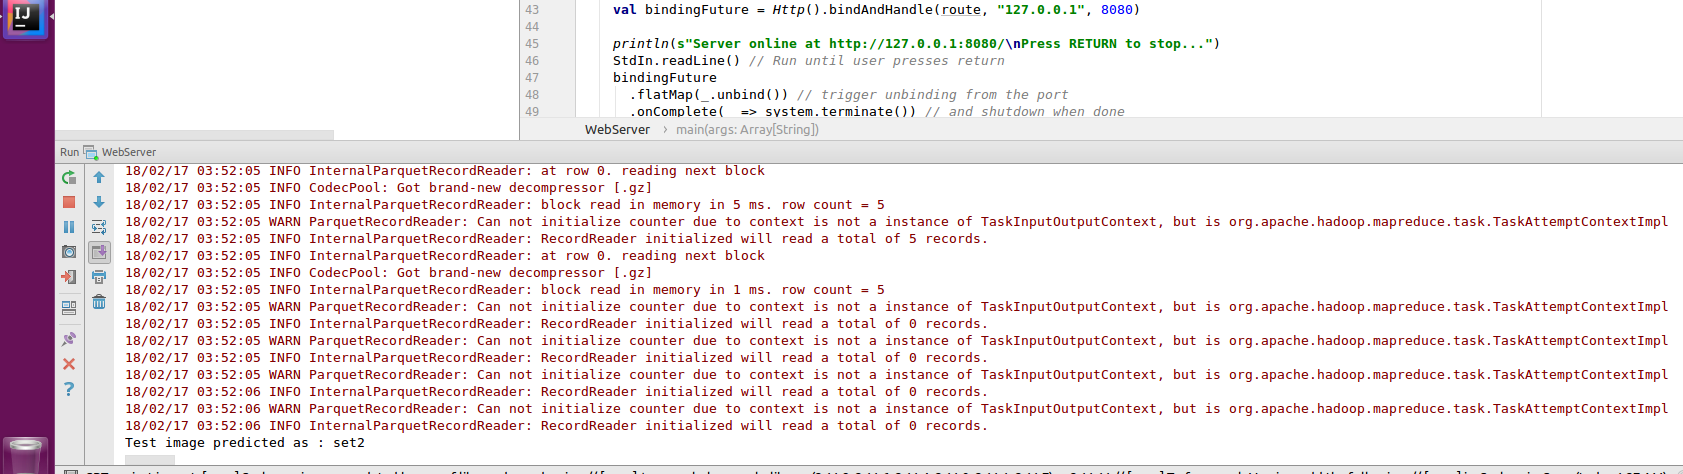 IJ
43 val bindingFuture = Http().bindAndHandle(route, "127.0.0.1", 8080)
44
45 println(s"Server online at http://127.0.0.1:8080/\nPress RETURN to stop...")
46 StdIn.readLine() // Run until user presses return
47 bindingFuture
48 .flatMap(_.unbind()) // trigger unbinding from the port
49 .onComplete(_ => system.terminate()) // and shutdown when done
WebServer › main(args: Array[String])
Run WebServer
18/02/17 03:52:05 INFO InternalParquetRecordReader: at row 0. reading next block
18/02/17 03:52:05 INFO CodecPool: Got brand-new decompressor [.gz]
18/02/17 03:52:05 INFO InternalParquetRecordReader: block read in memory in 5 ms. row count = 5
18/02/17 03:52:05 WARN ParquetRecordReader: Can not initialize counter due to context is not a instance of TaskInputOutputContext, but is org.apache.hadoop.mapreduce.task.TaskAttemptContextImpl
18/02/17 03:52:05 INFO InternalParquetRecordReader: RecordReader initialized will read a total of 5 records.
18/02/17 03:52:05 INFO InternalParquetRecordReader: at row 0. reading next block
18/02/17 03:52:05 INFO CodecPool: Got brand-new decompressor [.gz]
18/02/17 03:52:05 INFO InternalParquetRecordReader: block read in memory in 1 ms. row count = 5
18/02/17 03:52:05 WARN ParquetRecordReader: Can not initialize counter due to context is not a instance of TaskInputOutputContext, but is org.apache.hadoop.mapreduce.task.TaskAttemptContextImpl
18/02/17 03:52:05 INFO InternalParquetRecordReader: RecordReader initialized will read a total of 0 records.
18/02/17 03:52:05 WARN ParquetRecordReader: Can not initialize counter due to context is not a instance of TaskInputOutputContext, but is org.apache.hadoop.mapreduce.task.TaskAttemptContextImpl
18/02/17 03:52:05 INFO InternalParquetRecordReader: RecordReader initialized will read a total of 0 records.
18/02/17 03:52:05 WARN ParquetRecordReader: Can not initialize counter due to context is not a instance of TaskInputOutputContext, but is org.apache.hadoop.mapreduce.task.TaskAttemptContextImpl
18/02/17 03:52:06 INFO InternalParquetRecordReader: RecordReader initialized will read a total of 0 records.
18/02/17 03:52:06 WARN ParquetRecordReader: Can not initialize counter due to context is not a instance of TaskInputOutputContext, but is org.apache.hadoop.mapreduce.task.TaskAttemptContextImpl
18/02/17 03:52:06 INFO InternalParquetRecordReader: RecordReader initialized will read a total of 0 records.
Test image predicted as : set2